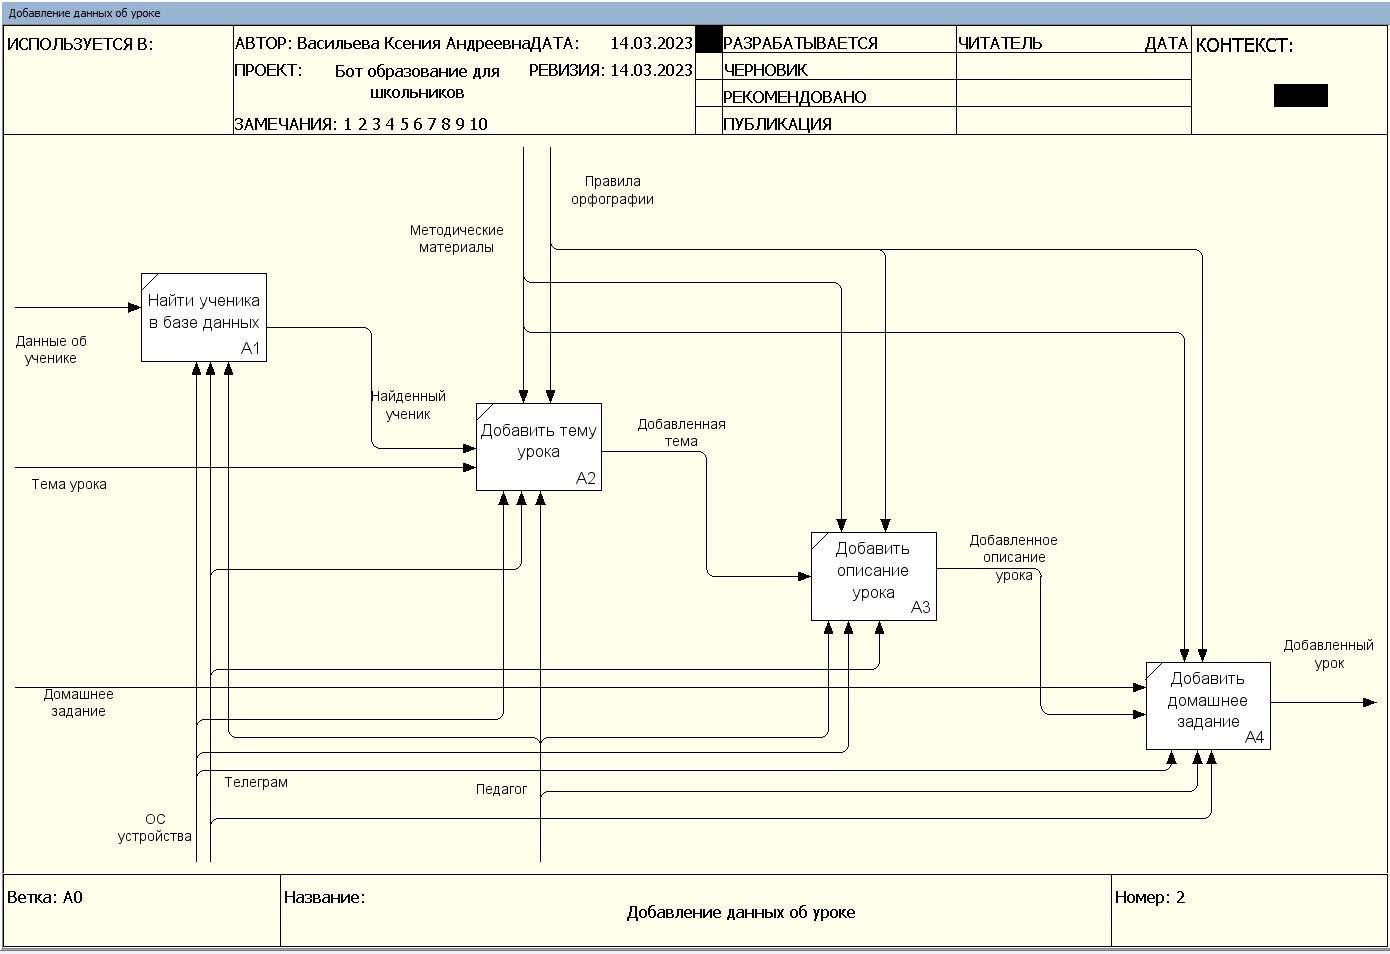 Добавление данных об уроке
ИСПОЛЬЗУЕТСЯ В:
АВТОР: Васильева Ксения Андреевна
ДАТА: 14.03.2023
ПРОЕКТ: Бот образование для
школьников
РЕВИЗИЯ: 14.03.2023
ЗАМЕЧАНИЯ: 1 2 3 4 5 6 7 8 9 10
РАЗРАБАТЫВАЕТСЯ
ЧЕРНОВИК
РЕКОМЕНДОВАНО
ПУБЛИКАЦИЯ
ЧИТАТЕЛЬ
ДАТА
КОНТЕКСТ:
Правила
орфографии
Методические
материалы
Найти ученика
в базе данных
A1
Данные об
ученике
Найденный
ученик
Добавить тему
урока
A2
Добавленная
тема
Тема урока
Добавить
описание
урока
A3
Добавленное
описание
урока
Добавленный
урок
Добавить
домашнее
задание
A4
Домашнее
задание
Телеграм
Педагог
ОС
устройства
Ветка: A0
Название:
Добавление данных об уроке
Номер: 2